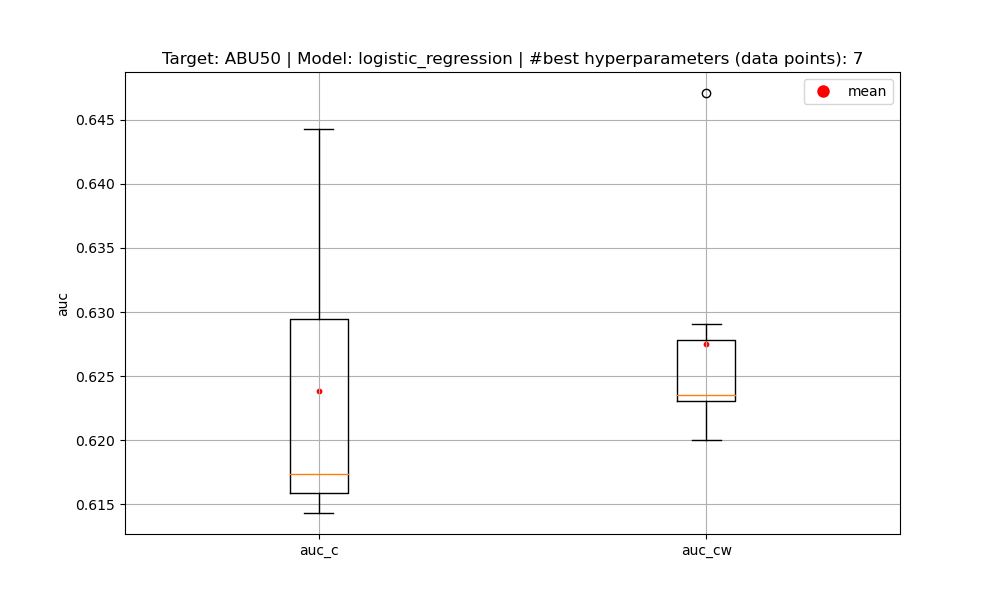 Target: ABU50 | Model: logistic_regression | #best hyperparameters (data points): 7
mean
0.645
0.640
0.635
0.630
0.625
0.620
0.615
auc
auc_c
auc_cw